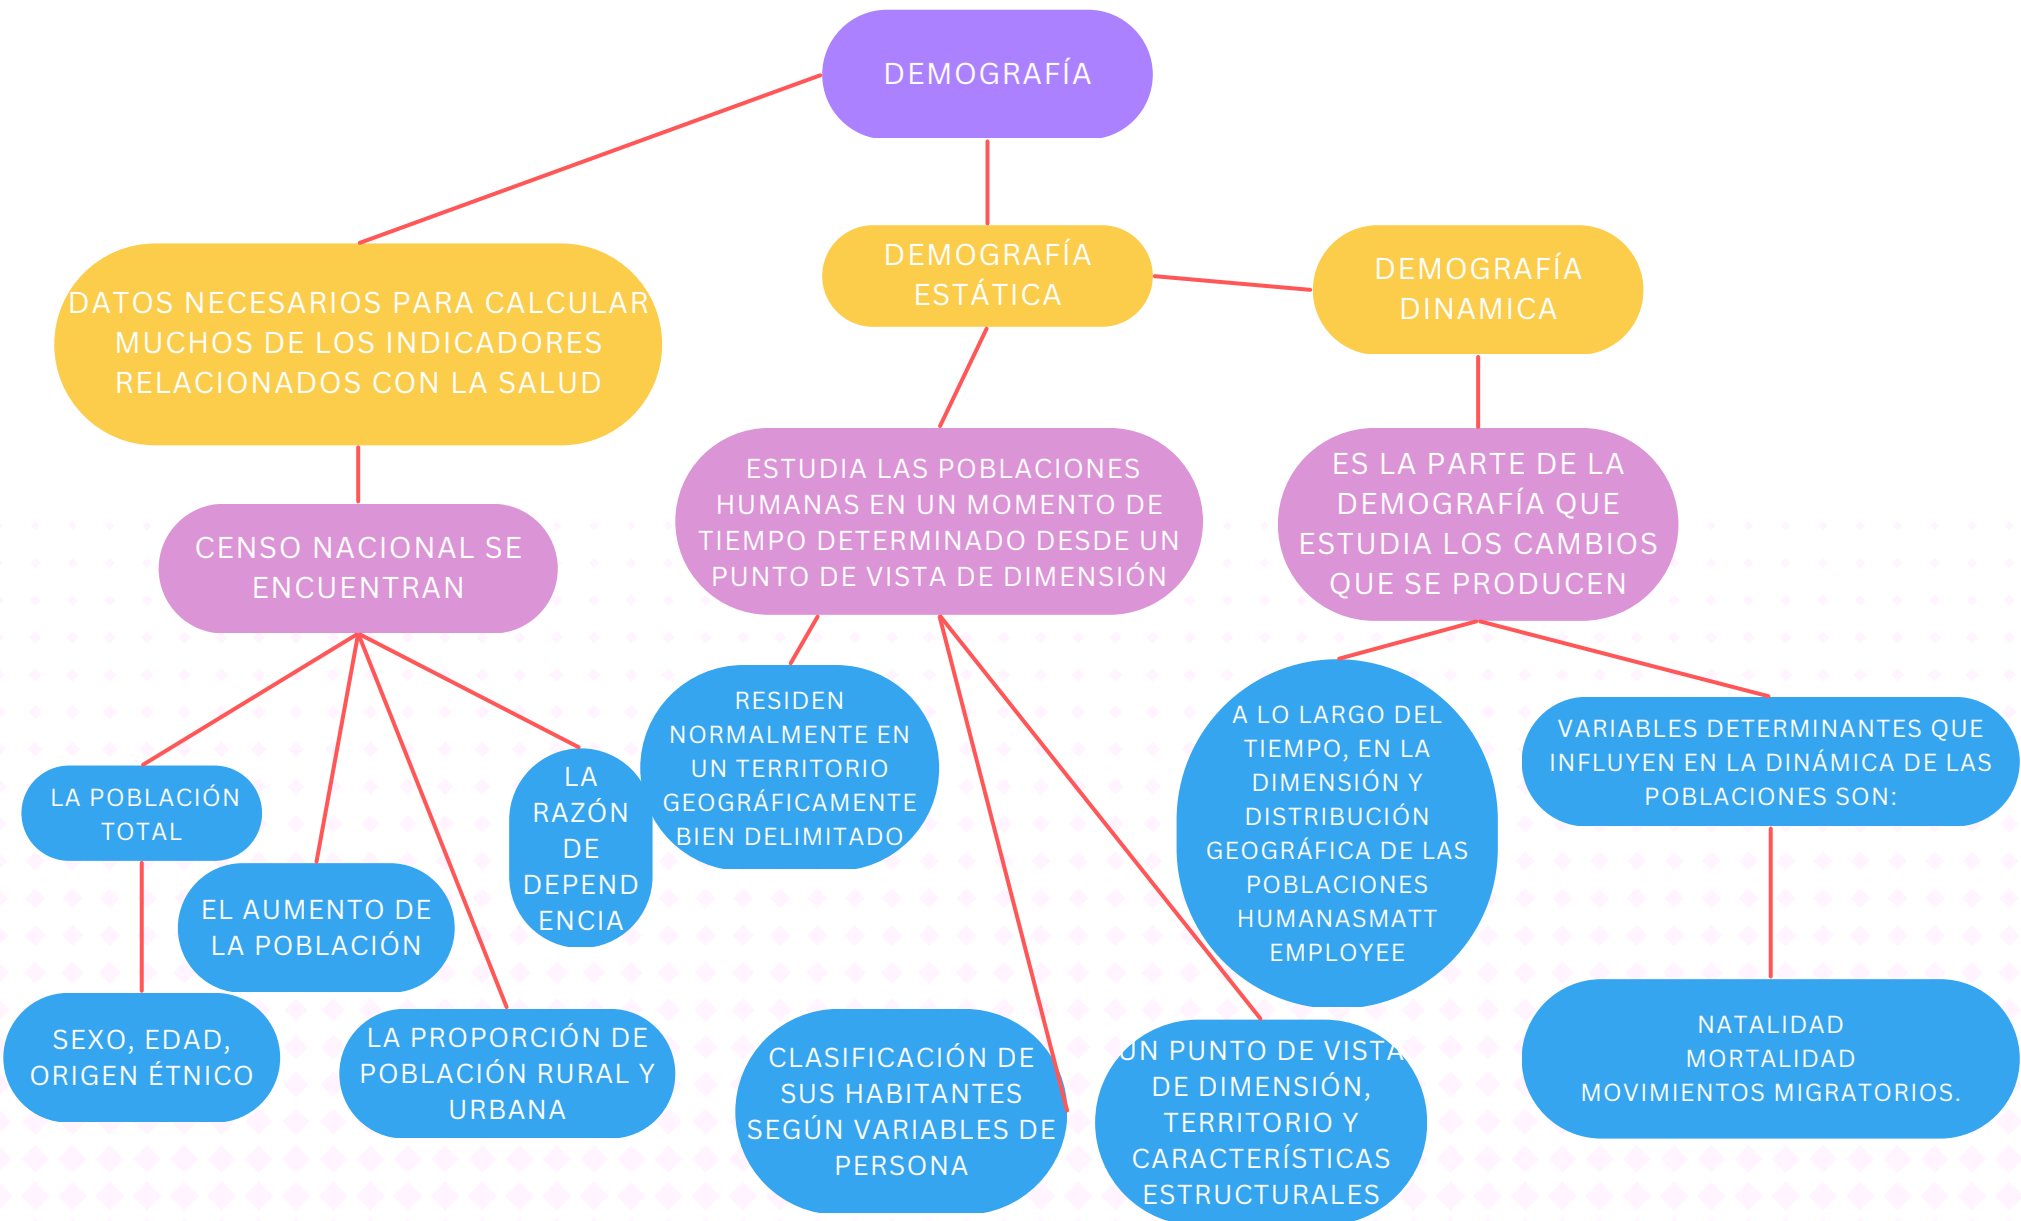 DEMOGRAFÍA
DATOS NECESARIOS PARA CALCULAR
MUCHOS DE LOS INDICADORES
RELACIONADOS CON LA SALUD
DEMOGRAFÍA
ESTÁTICA
DEMOGRAFÍA
DINAMICA
CENSO NACIONAL SE
ENCUENTRAN
ESTUDIA LAS POBLACIONES
HUMANAS EN UN MOMENTO DE
TIEMPO DETERMINADO DESDE UN
PUNTO DE VISTA DE DIMENSIÓN
ES LA PARTE DE LA
DEMOGRAFÍA QUE
ESTUDIA LOS CAMBIOS
QUE SE PRODUCEN
LA POBLACIÓN
TOTAL
EL AUMENTO DE
LA POBLACIÓN
LA
RAZÓN
DE
DEPEND
ENCIA
SEXO, EDAD,
ORIGEN ÉTNICO
LA PROPORCIÓN DE
POBLACIÓN RURAL Y
URBANA
RESIDEN
NORMALMENTE EN
UN TERRITORIO
GEOGRÁFICAMENTE
BIEN DELIMITADO
CLASIFICACIÓN DE
SUS HABITANTES
SEGÚN VARIABLES DE
PERSONA
UN PUNTO DE VISTA
DE DIMENSIÓN,
TERRITORIO Y
CARACTERÍSTICAS
ESTRUCTURALES
A LO LARGO DEL
TIEMPO, EN LA
DIMENSIÓN Y
DISTRIBUCIÓN
GEOGRÁFICA DE LAS
POBLACIONES
HUMANASMATT
EMPLOYEE
VARIABLES DETERMINANTES QUE
INFLUYEN EN LA DINÁMICA DE LAS
POBLACIONES SON:
NATALIDAD
MORTALIDAD
MOVIMIENTOS MIGRATORIOS.